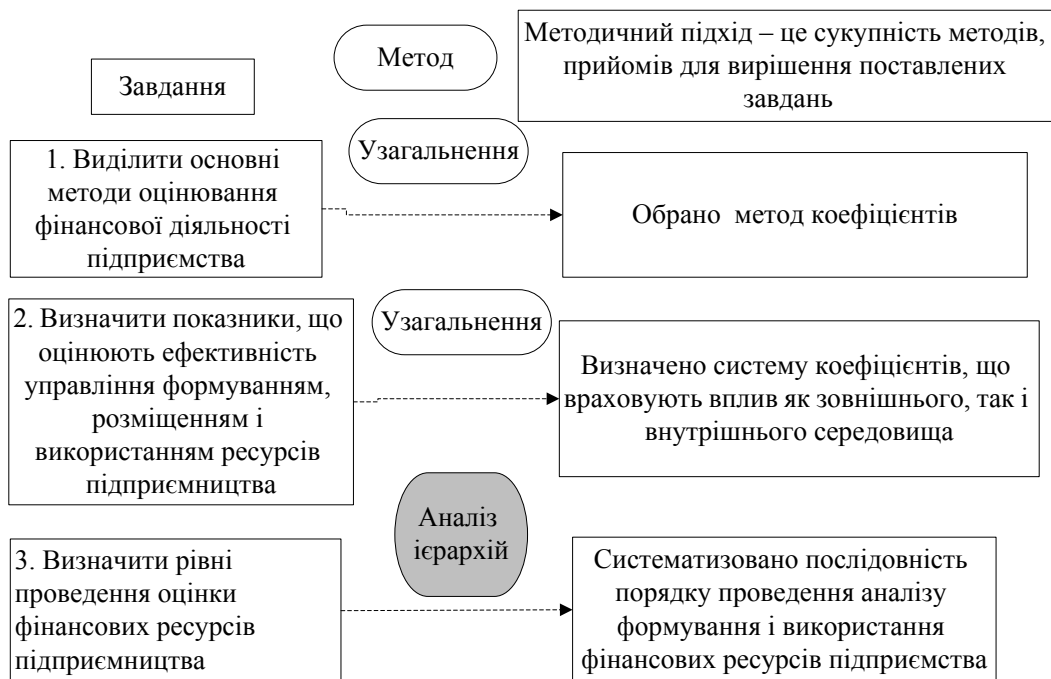 Завдання
Метод
Методичний підхід – це сукупність методів,
прийомів для вирішення поставлених
завдань
1. Виділити основні
методи оцінювання
фінансової діяльності
підприємства
Узагальнення
Обрано метод коефіцієнтів
2. Визначити показники, що
оцінюють ефективність
управління формуванням,
розміщенням і
використанням ресурсів
підприємництва
Узагальнення
Визначено систему коефіцієнтів, що
враховують вплив як зовнішнього, так і
внутрішнього середовища
3. Визначити рівні
проведення оцінки
фінансових ресурсів
підприємництва
Аналіз
ієрархій
Систематизовано послідовність
порядку проведення аналізу
формування і використання
фінансових ресурсів підприємства